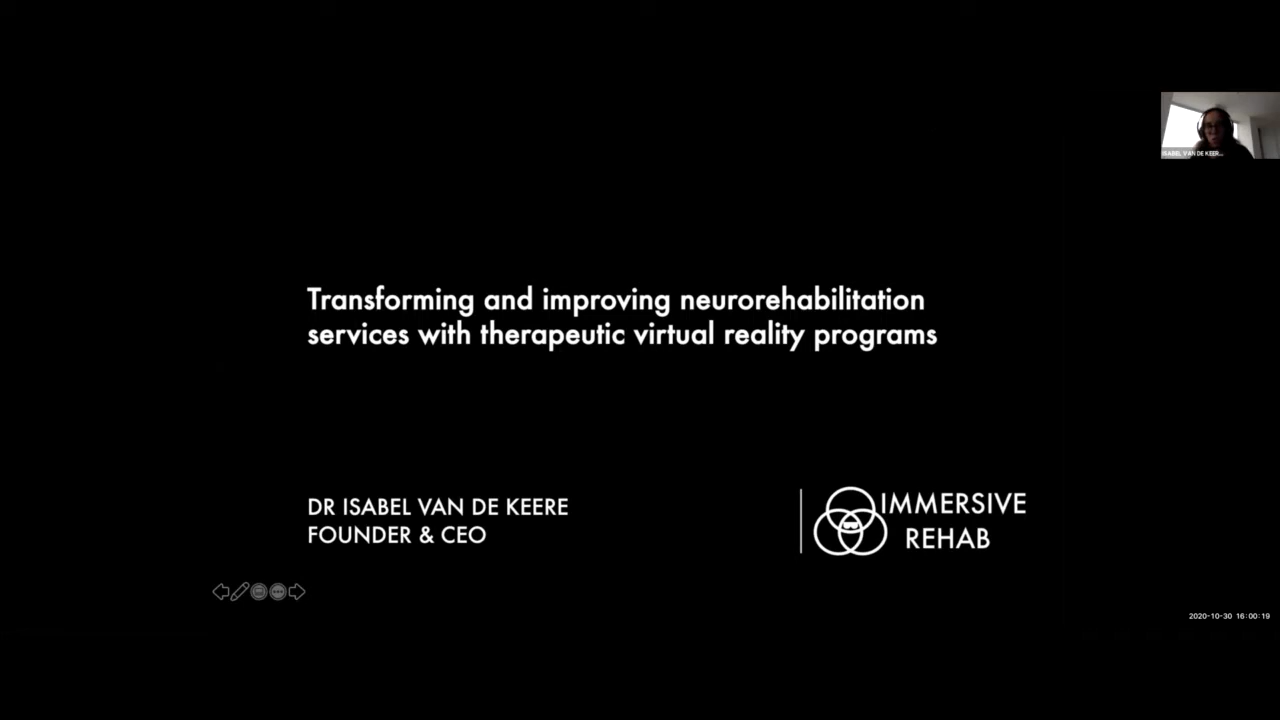 ISABEL VAN DE KEER...
Transforming and improving neurorehabilitation
services with therapeutic virtual reality programs
DR ISABEL VAN DE KEERE
FOUNDER & CEO
IMMERSIVE
REHAB
2020-10-30 16:00:19